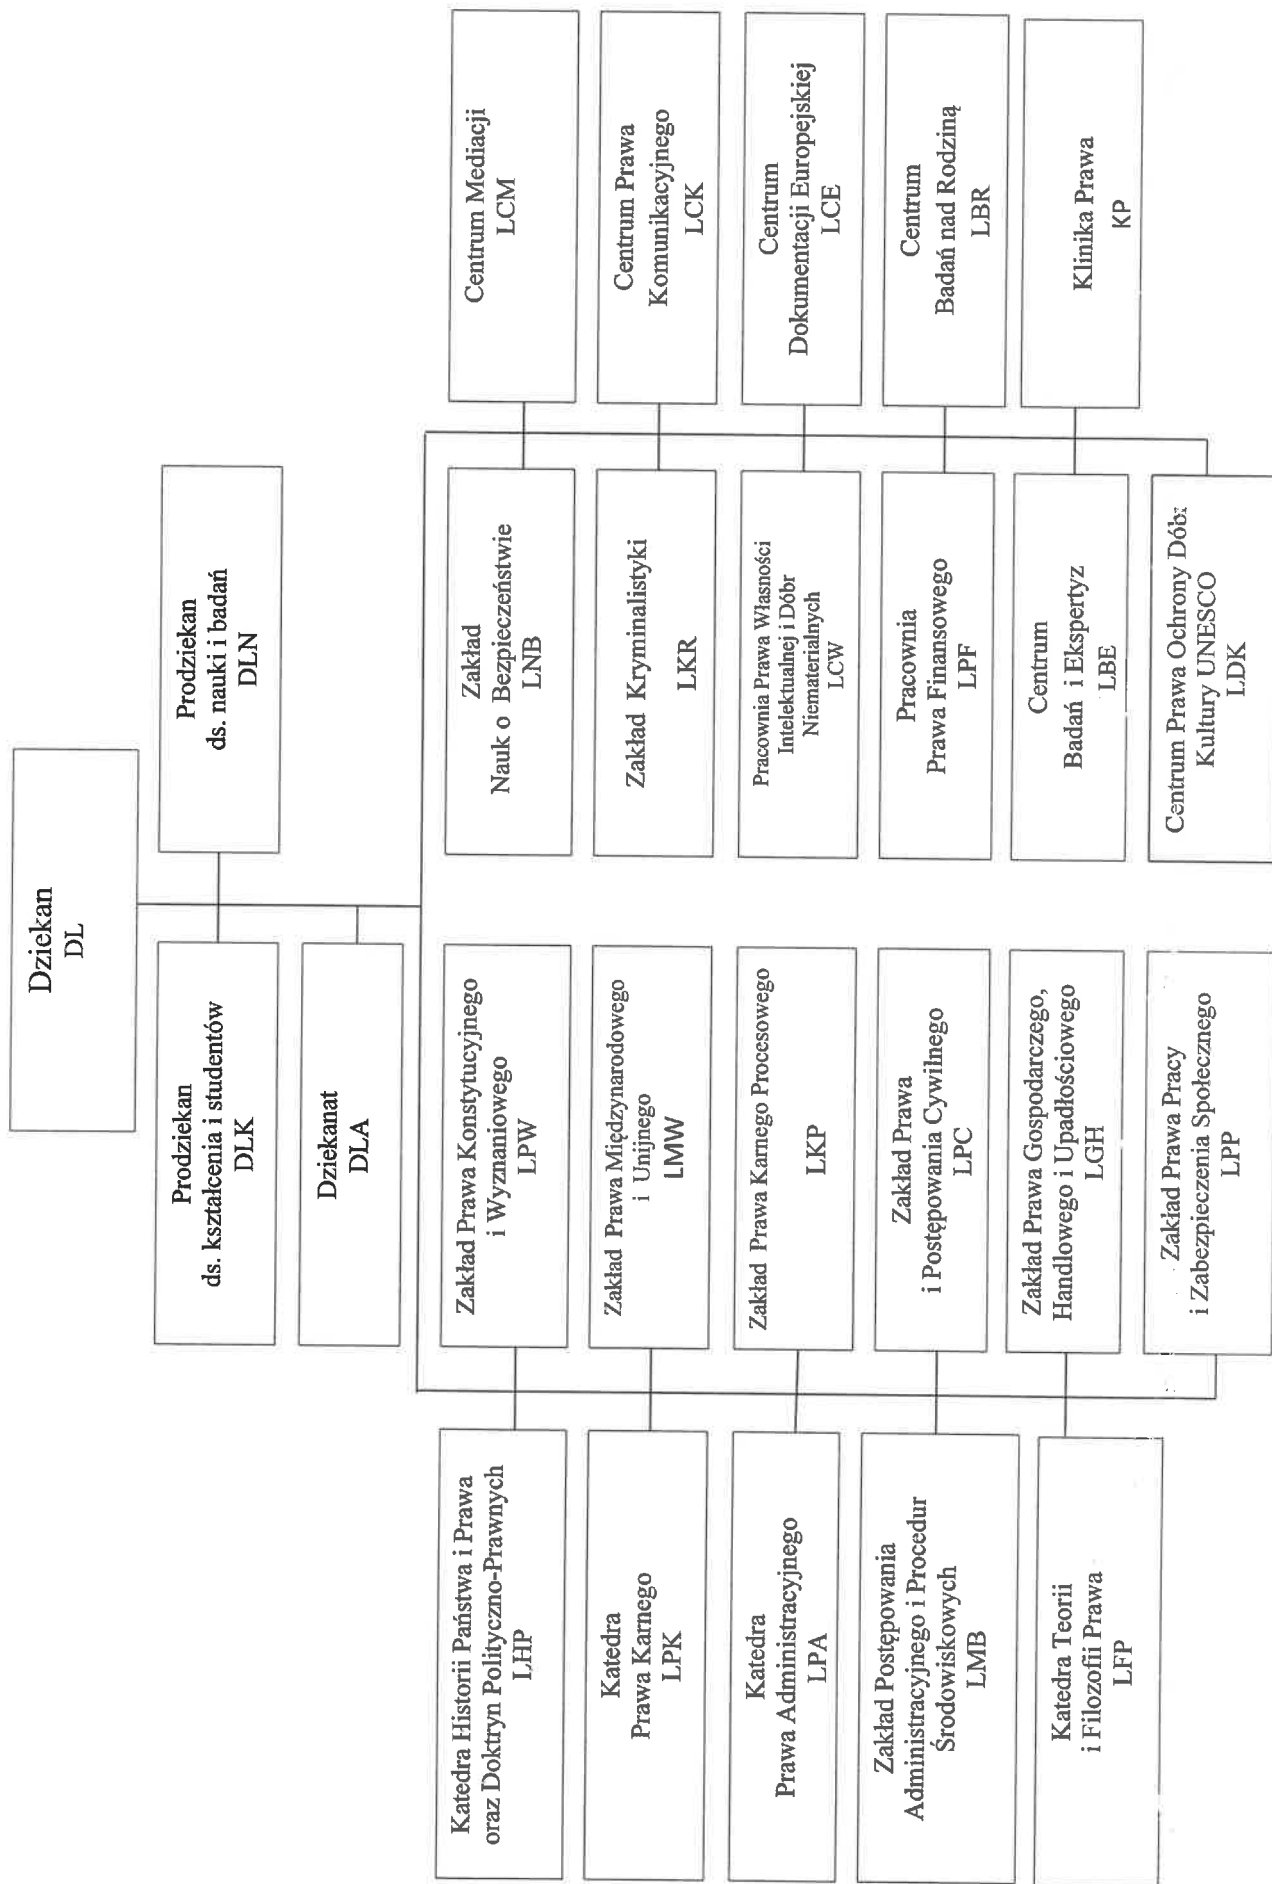 Dziekan
DL
Prodziekan
ds. kształcenia i studentów
DLK
Prodziekan
ds. nauki i badań
DLN
Dziekanat
DLA
Katedra Historii Państwa i Prawa
oraz Doktryn Polityczno-Prawnych
LHP
Zakład Prawa Konstytucyjnego
i Wyznaniowego
LPW
Zakład
Nauk o Bezpieczeństwie
LNB
Centrum Mediacji
LCM
Katedra
Prawa Karnego
LPK
Zakład Prawa Międzynarodowego
i Unijnego
LMW
Zakład Kryminalistyki
LKR
Centrum Prawa
Komunikacyjnego
LCK
Katedra
Prawa Administracyjnego
LPA
Zakład Prawa Karnego Procesowego
LKP
Pracownia Prawa Własności
Intelektualnej i Dóbr
Niematerialnych
LCW
Centrum
Dokumentacji Europejskiej
LCE
Zakład Postępowania
Administracyjnego i Procedur
Środowiskowych
LMB
Zakład Prawa
i Postępowania Cywilnego
LPC
Pracownia
Prawa Finansowego
LPF
Centrum
Badań nad Rodziną
LBR
Katedra Teorii
i Filozofii Prawa
LFP
Zakład Prawa Gospodarczego,
Handlowego i Upadłościowego
LGH
Centrum
Badań i Ekspertyz
LBE
Klinika Prawa
KP
Zakład Prawa Pracy
i Zabezpieczenia Społecznego
LPP
Centrum Prawa Ochrony Dóbr
Kultury UNESCO
LDK